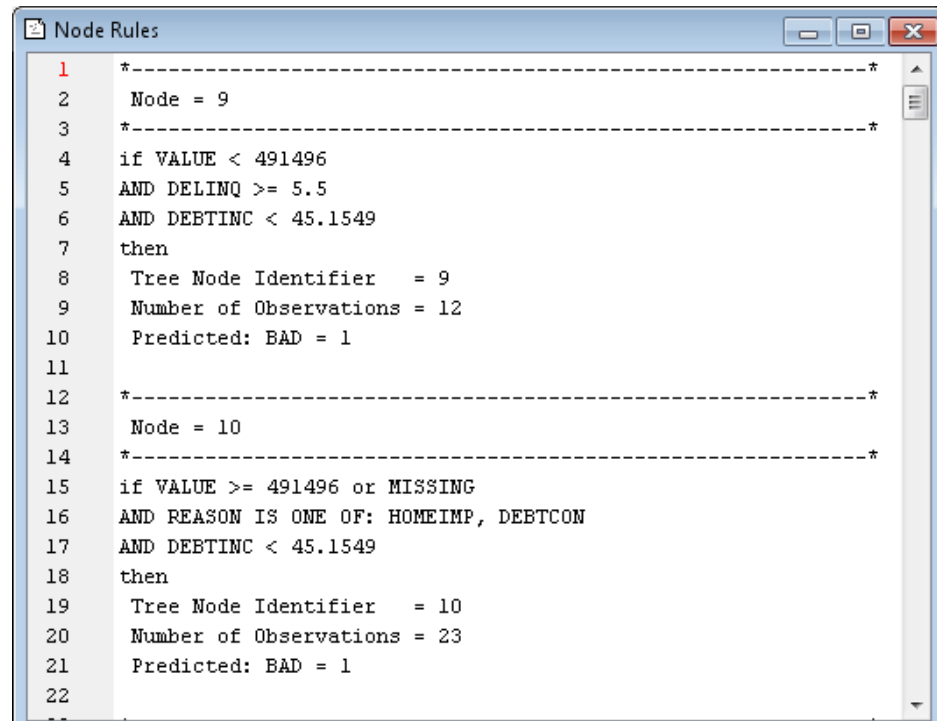 Node Rules
1 *------------------------------------------------------------*
2 Node = 9
3 *------------------------------------------------------------*
4 if VALUE < 491496
5 AND DELINQ >= 5.5
6 AND DEBTINC < 45.1549
7 then
8 Tree Node Identifier   = 9
9 Number of Observations = 12
10 Predicted: BAD = 1
11
12 *------------------------------------------------------------*
13 Node = 10
14 *------------------------------------------------------------*
15 if VALUE >= 491496 or MISSING
16 AND REASON IS ONE OF: HOMEIMP, DEBTCON
17 AND DEBTINC < 45.1549
18 then
19 Tree Node Identifier   = 10
20 Number of Observations = 23
21 Predicted: BAD = 1
22